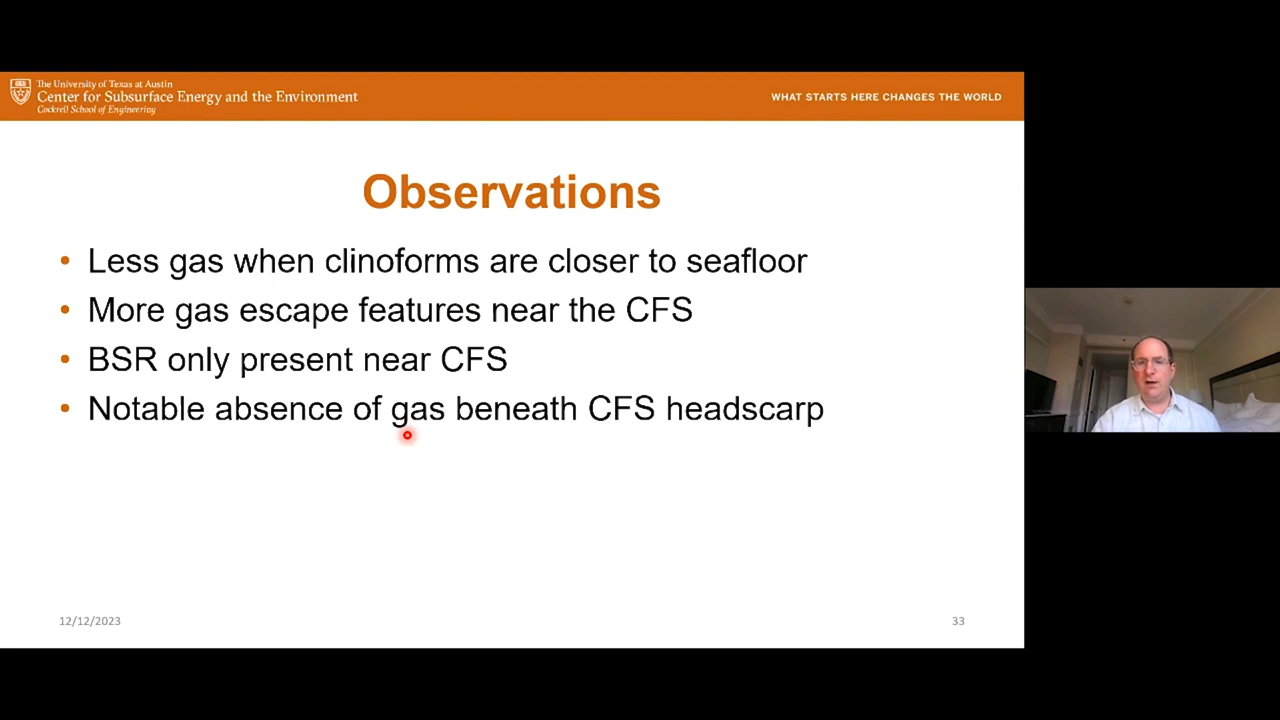 The University of Texas at Austin
Center for Subsurface Energy and the Environment
Cockrell School of Engineering
WHAT STARTS HERE CHANGES THE WORLD
Observations
• Less gas when clinoforms are closer to seafloor
• More gas escape features near the CFS
• BSR only present near CFS
• Notable absence of gas beneath CFS headscarp
12/12/2023
33